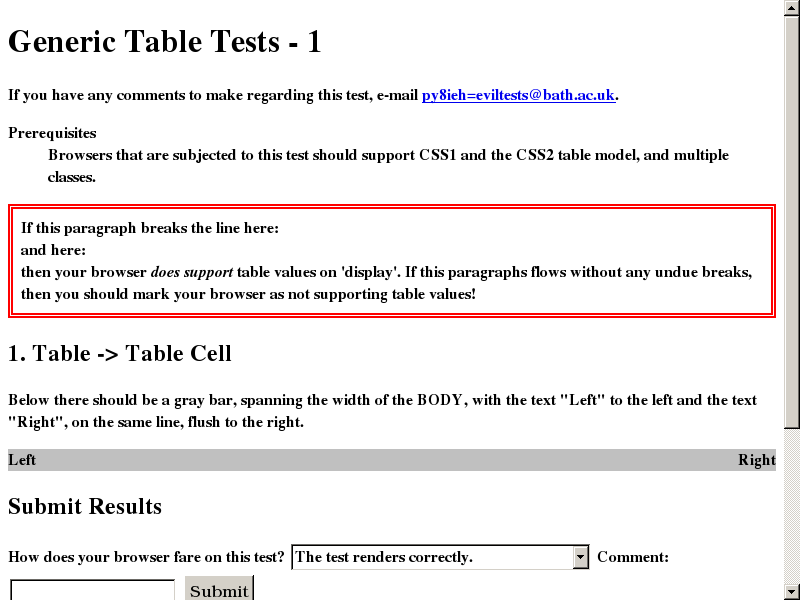 Generic Table Tests - 1
If you have any comments to make regarding this test, e-mail py8ieh=eviltests@bath.ac.uk.
Prerequisites
Browsers that are subjected to this test should support CSS1 and the CSS2 table model, and multiple
classes.
If this paragraph breaks the line here:
and here:
then your browser does support table values on 'display'. If this paragraphs flows without any undue breaks,
then you should mark your browser as not supporting table values!
1. Table -> Table Cell
Below there should be a gray bar, spanning the width of the BODY, with the text "Left" to the left and the text
"Right", on the same line, flush to the right.
Left Right
Submit Results
How does your browser fare on this test? The test renders correctly. Comment:
Submit